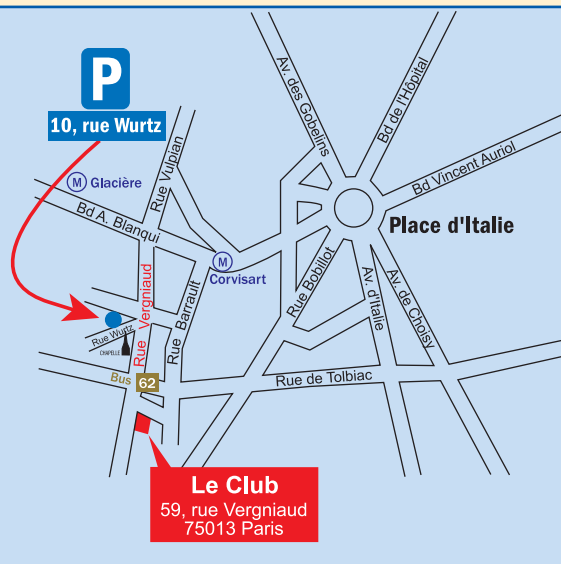 P
10, rue Wurtz
Av. des Gobelins
Bd de l'Hôpital
Bd Vincent Auriol
Rue Vulpian
M Glacière
Bd A. Blanqui
Place d'Italie
M
Corvisart
Rue Vergniaud
Rue Barrault
Rue Bobillot
Av. d'Italie
Av. de Choisy
Rue Wurtz
CHAPELLE
Bus 62
Rue de Tolbiac
Le Club
59, rue Vergniaud
75013 Paris